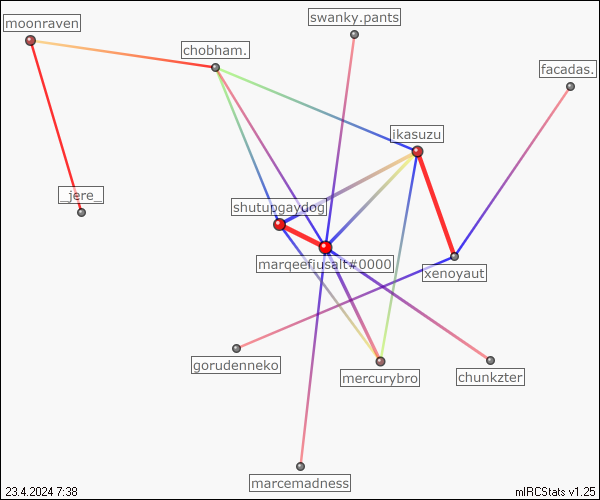 moonraven
swanky.pants
chobham.
facadas.
ikasuzu
_jere_
shutupgaydog
marqeefiusalt#0000
xenoyaut
gorudenneko
mercurybro
chunkzter
marcemadness
23.4.2024 7:38
mIRCStats v1.25